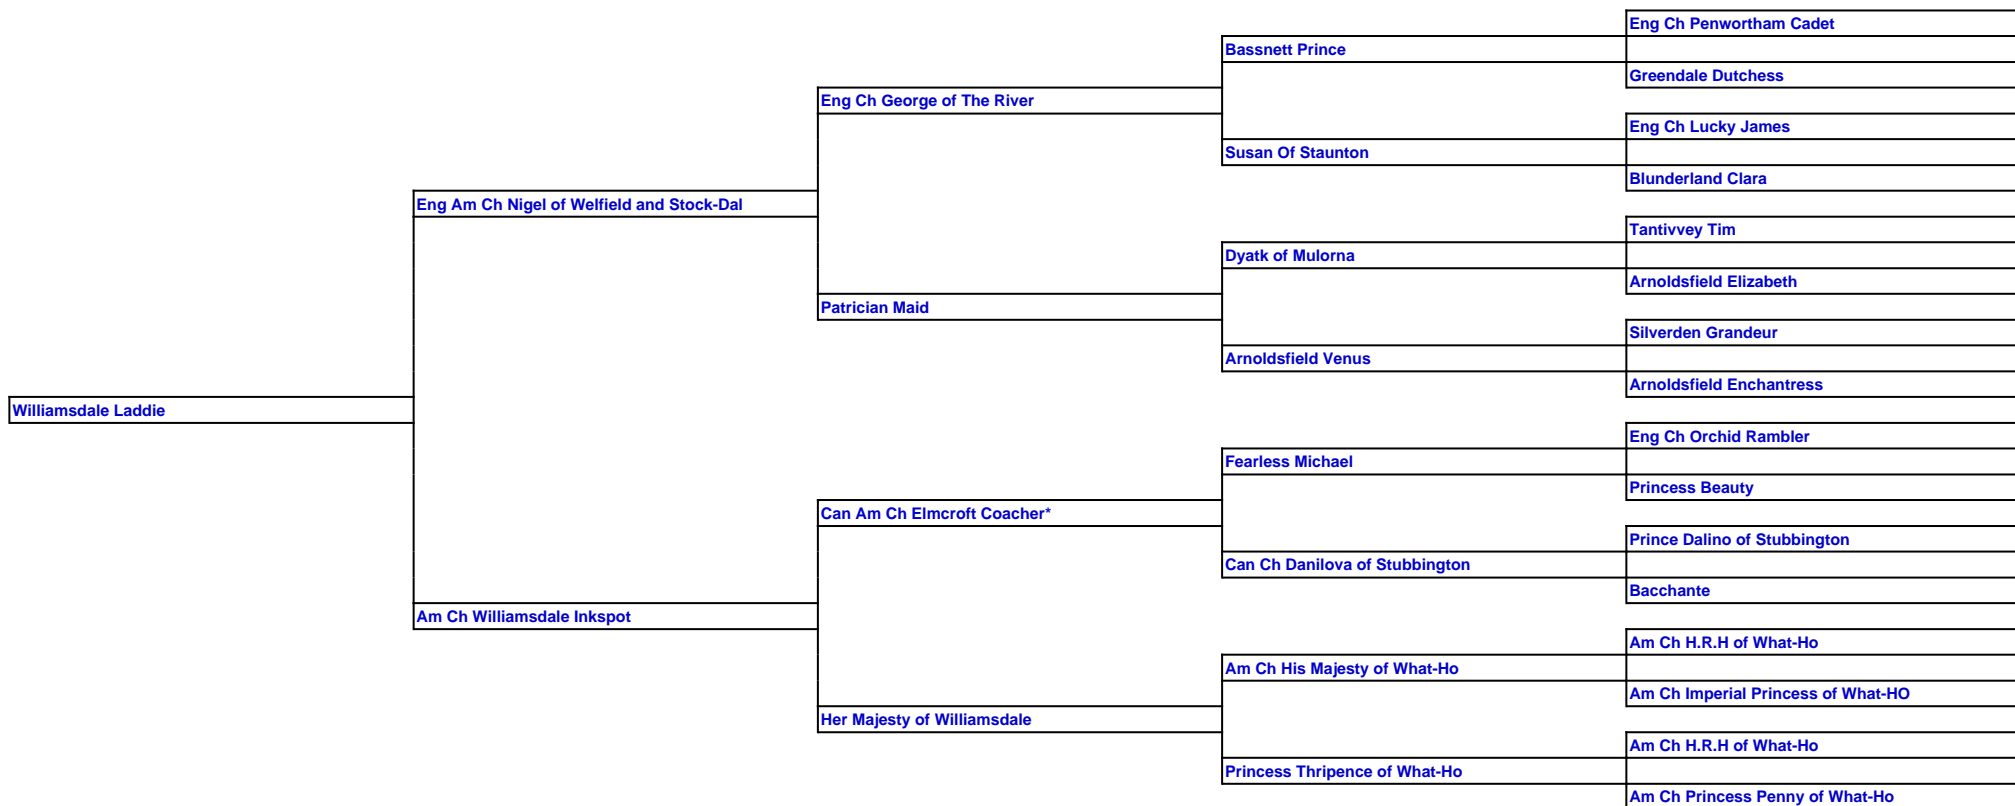 Eng Ch Penwortham Cadet
Bassnett Prince
Greendale Dutchess
Eng Ch George of The River
Eng Ch Lucky James
Susan Of Staunton
Blunderland Clara
Eng Am Ch Nigel of Welfield and Stock-Dal
Tantivvey Tim
Dyatk of Mulorna
Arnoldsfield Elizabeth
Patrician Maid
Silverden Grandeur
Arnoldsfield Venus
Arnoldsfield Enchantress
Williamsdale Laddie
Eng Ch Orchid Rambler
Fearless Michael
Princess Beauty
Can Am Ch Elmcroft Coacher*
Prince Dalino of Stubbington
Can Ch Danilova of Stubbington
Bacchante
Am Ch Williamsdale Inkspot
Am Ch H.R.H of What-Ho
Am Ch His Majesty of What-Ho
Am Ch Imperial Princess of What-HO
Her Majesty of Williamsdale
Am Ch H.R.H of What-Ho
Princess Thripence of What-Ho
Am Ch Princess Penny of What-Ho